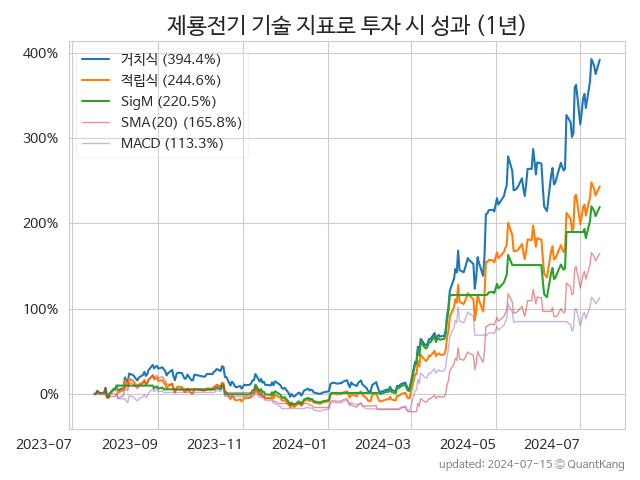 제룡전기 기술 지표로 투자 시 성과 (1년)
400%
300%
200%
100%
0%
거치식 (394.4%)
적립식 (244.6%)
SigM (220.5%)
SMA(20) (165.8%)
MACD (113.3%)
2023-07
2023-09
2023-11
2024-01
2024-03
2024-05
2024-07
updated: 2024-07-15 © QuantKang